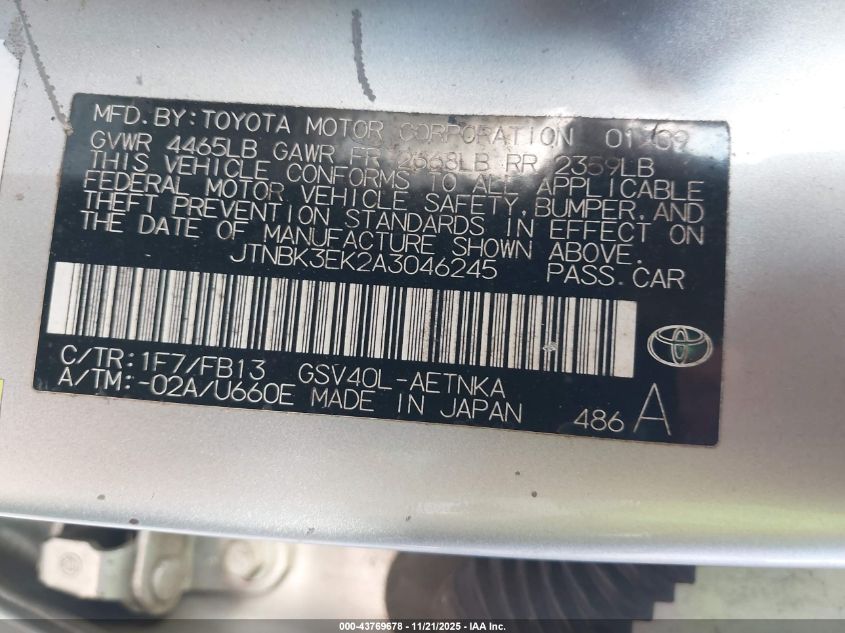 MFD. BY: TOYOTA MOTOR CORPORATION 01/09
GVWR 4465LB GAWR FR 2668LB RR 2359LB
THIS VEHICLE CONFORMS TO ALL APPLICABLE
FEDERAL MOTOR VEHICLE SAFETY, BUMPER, AND
THEFT PREVENTION STANDARDS IN EFFECT ON
THE DATE OF MANUFACTURE SHOWN ABOVE.
JTNBK3EK2A3046245 PASS. CAR
C/TR: 1F7/FB13 GSV40L-AETNKA
A/TM: -02A/U660E MADE IN JAPAN 486 A
000-43769678 - 11/21/2025 - IAA Inc.